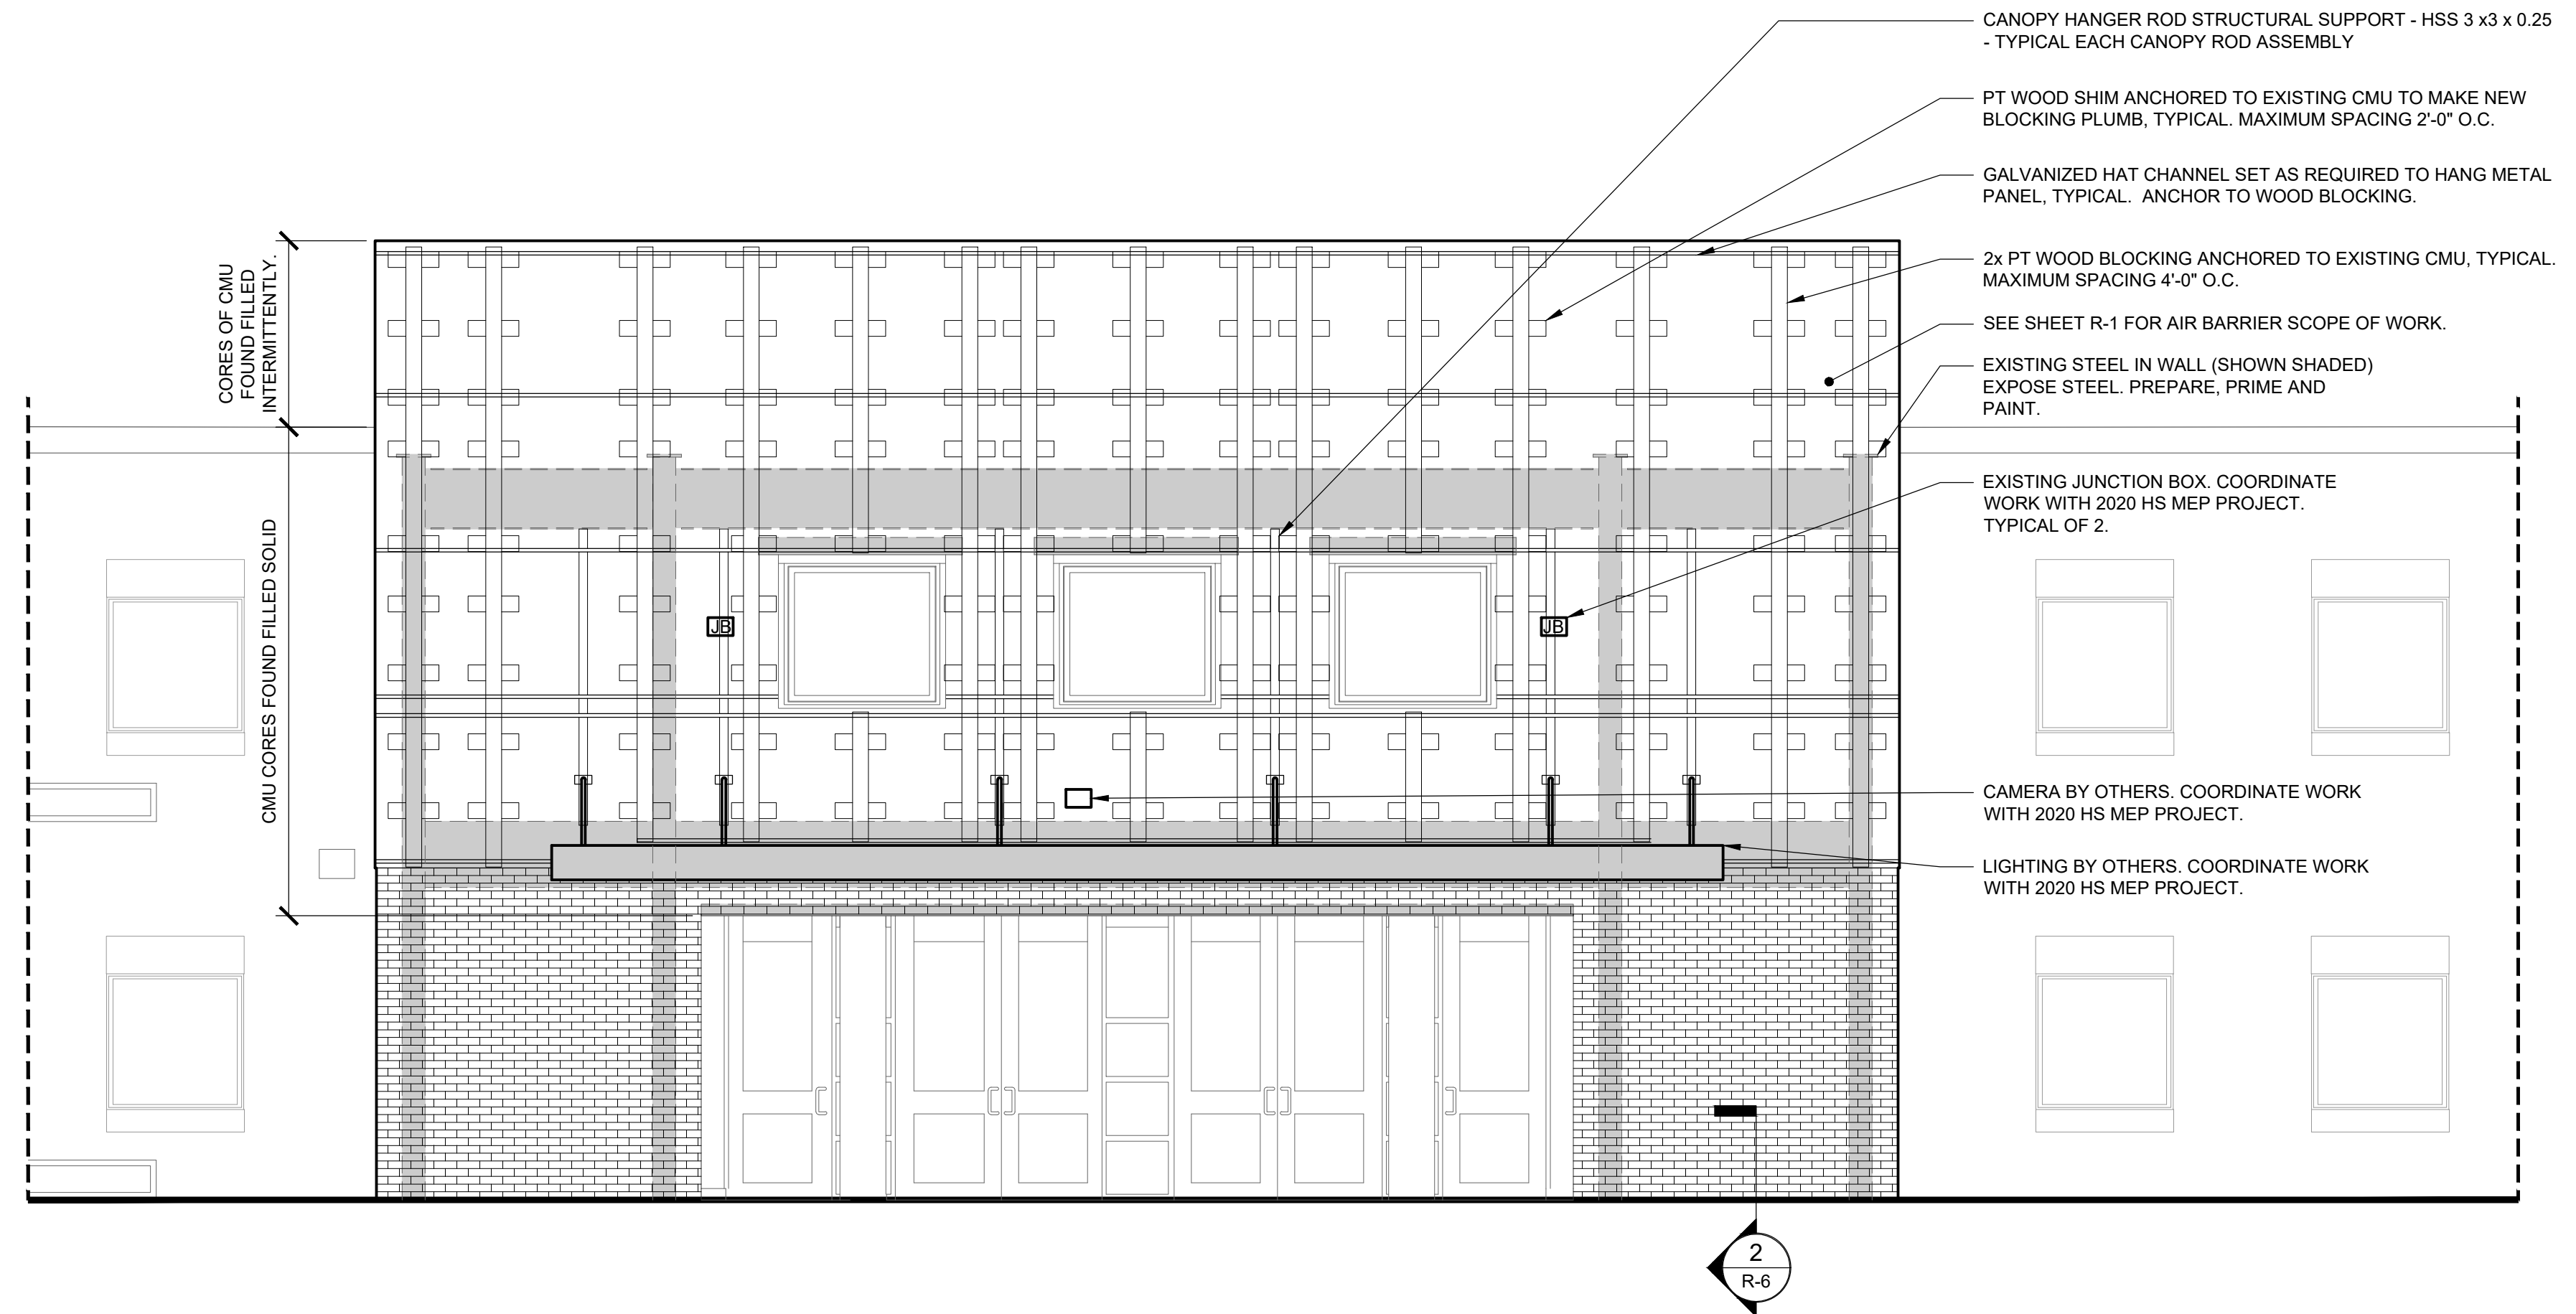 CANOPY HANGER ROD STRUCTURAL SUPPORT - HSS 3 x3 x 0.25
- TYPICAL EACH CANOPY ROD ASSEMBLY
PT WOOD SHIM ANCHORED TO EXISTING CMU TO MAKE NEW
BLOCKING PLUMB, TYPICAL. MAXIMUM SPACING 2'-0" O.C.
GALVANIZED HAT CHANNEL SET AS REQUIRED TO HANG METAL
PANEL, TYPICAL. ANCHOR TO WOOD BLOCKING.
2x PT WOOD BLOCKING ANCHORED TO EXISTING CMU, TYPICAL.
MAXIMUM SPACING 4'-0" O.C.
SEE SHEET R-1 FOR AIR BARRIER SCOPE OF WORK.
EXISTING STEEL IN WALL (SHOWN SHADED)
EXPOSE STEEL. PREPARE, PRIME AND
PAINT.
EXISTING JUNCTION BOX. COORDINATE
WORK WITH 2020 HS MEP PROJECT.
TYPICAL OF 2.
CAMERA BY OTHERS. COORDINATE WORK
WITH 2020 HS MEP PROJECT.
LIGHTING BY OTHERS. COORDINATE WORK
WITH 2020 HS MEP PROJECT.
CORES OF CMU
FOUND FILLED
INTERMITTENTLY.
CMU CORES FOUND FILLED SOLID
JB
JB
2
R-6